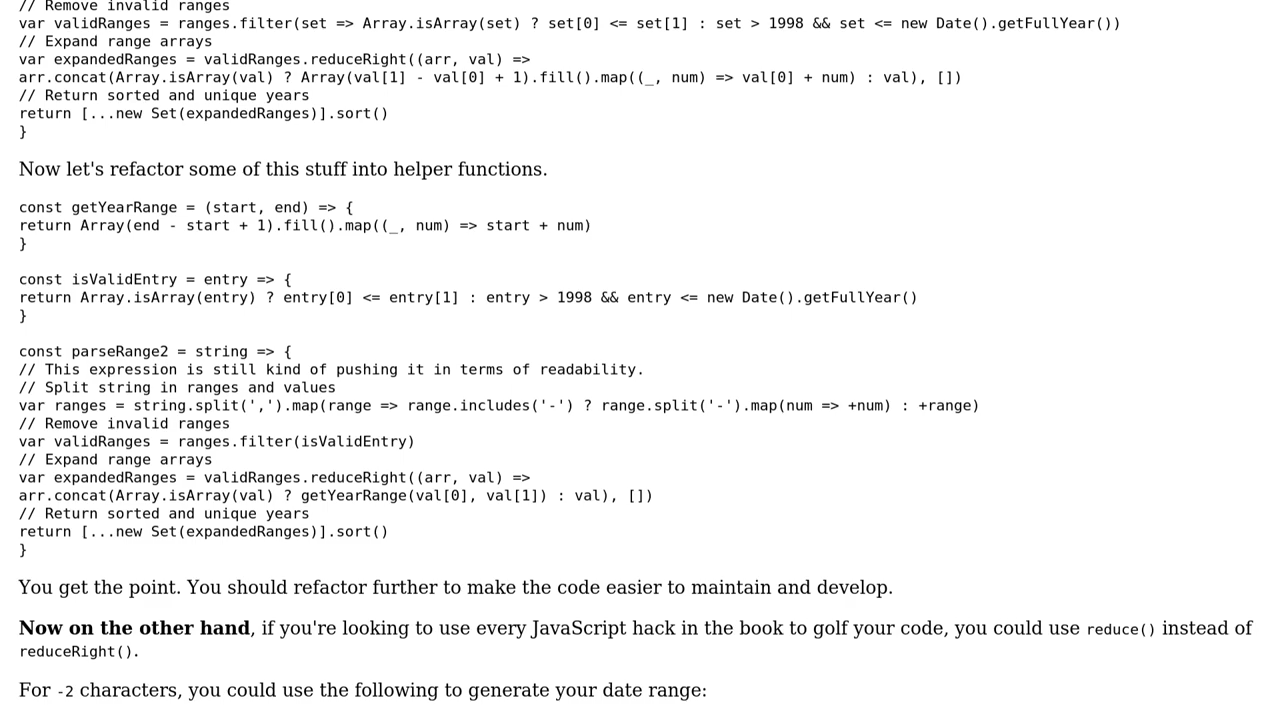 // Remove invalid ranges
var validRanges = ranges.filter(set => Array.isArray(set) ? set[0] <= set[1] : set > 1998 && set <= new Date().getFullYear())
// Expand range arrays
var expandedRanges = validRanges.reduceRight((arr, val) =>
arr.concat(Array.isArray(val) ? Array(val[1] - val[0] + 1).fill().map((_, num) => val[0] + num) : val), [])
// Return sorted and unique years
return [...new Set(expandedRanges)].sort()
}
Now let's refactor some of this stuff into helper functions.
const getYearRange = (start, end) => {
return Array(end - start + 1).fill().map((_, num) => start + num)
}
const isValidEntry = entry => {
return Array.isArray(entry) ? entry[0] <= entry[1] : entry > 1998 && entry <= new Date().getFullYear()
}
const parseRange2 = string => {
// This expression is still kind of pushing it in terms of readability.
// Split string in ranges and values
var ranges = string.split(',').map(range => range.includes('-') ? range.split('-').map(num => +num) : +range)
// Remove invalid ranges
var validRanges = ranges.filter(isValidEntry)
// Expand range arrays
var expandedRanges = validRanges.reduceRight((arr, val) =>
arr.concat(Array.isArray(val) ? getYearRange(val[0], val[1]) : val), [])
// Return sorted and unique years
return [...new Set(expandedRanges)].sort()
}
You get the point. You should refactor further to make the code easier to maintain and develop.
Now on the other hand, if you're looking to use every JavaScript hack in the book to golf your code, you could use reduce() instead of
reduceRight().
For -2 characters, you could use the following to generate your date range: